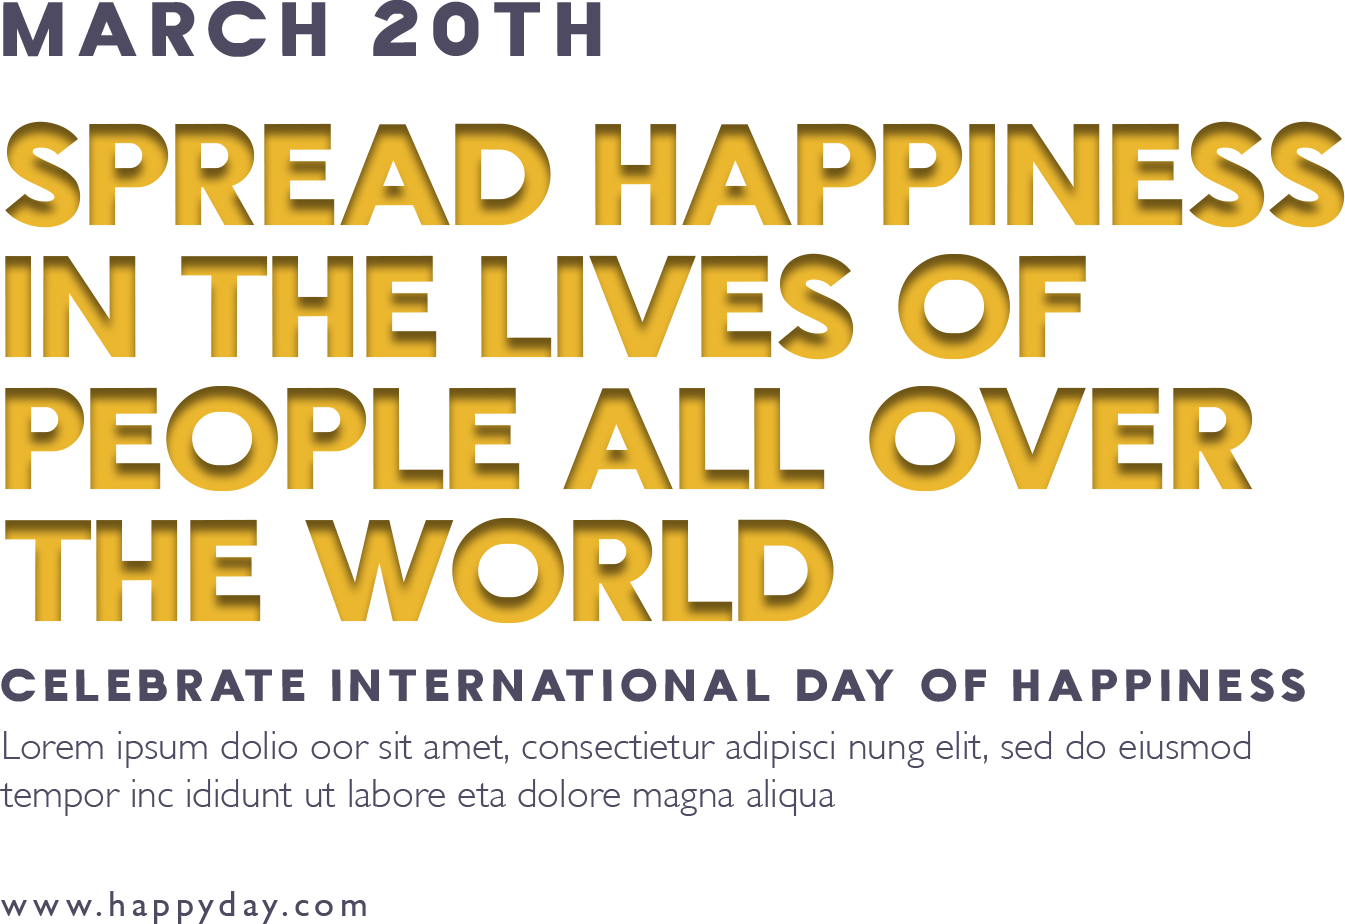 MARCH 20TH
SPREAD HAPPINESS
IN THE LIVES OF
PEOPLE ALL OVER
THE WORLD
CELEBRATE INTERNATIONAL DAY OF HAPPINESS
Lorem ipsum dolio oor sit amet, consectietur adipisci nung elit, sed do eiusmod
tempor inc ididunt ut labore eta dolore magna aliqua
www.happyday.com